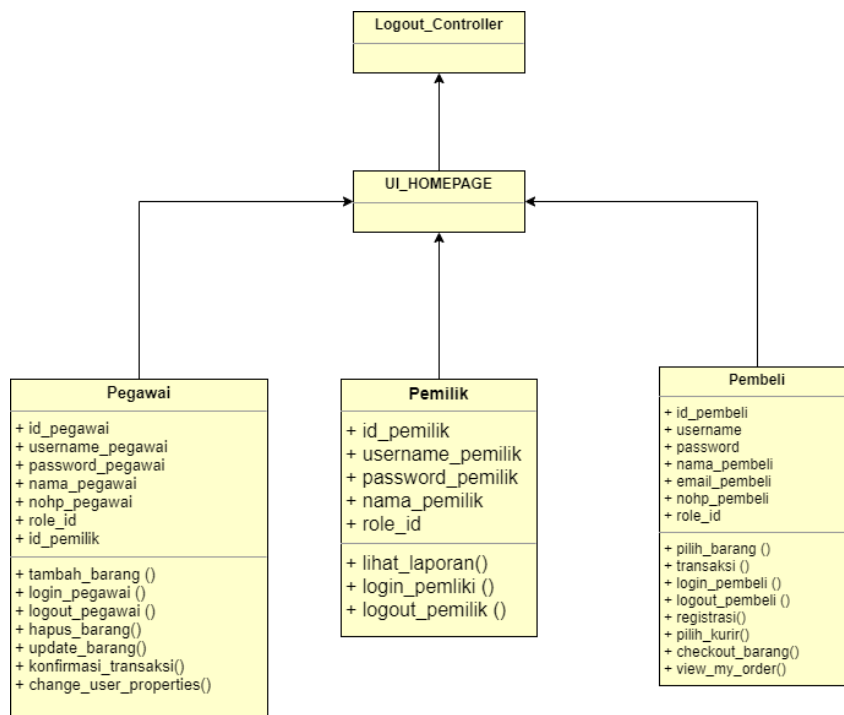 Logout_Controller
UI_HOMEPAGE
Pegawai
+ id_pegawai
+ username_pegawai
+ password_pegawai
+ nama_pegawai
+ nohp_pegawai
+ role_id
+ id_pemilik
+ tambah_barang ()
+ login_pegawai ()
+ logout_pegawai ()
+ hapus_barang()
+ update_barang()
+ konfirmasi_transaksi()
+ change_user_properties()
Pemilik
+ id_pemilik
+ username_pemilik
+ password_pemilik
+ nama_pemilik
+ role_id
+ lihat_laporan()
+ login_pemliki ()
+ logout_pemilik ()
Pembeli
+ id_pembeli
+ username
+ password
+ nama_pembeli
+ email_pembeli
+ nohp_pembeli
+ role_id
+ pilih_barang ()
+ transaksi ()
+ login_pembeli ()
+ logout_pembeli ()
+ registrasi()
+ pilih_kurir()
+ checkout_barang()
+ view_my_order()